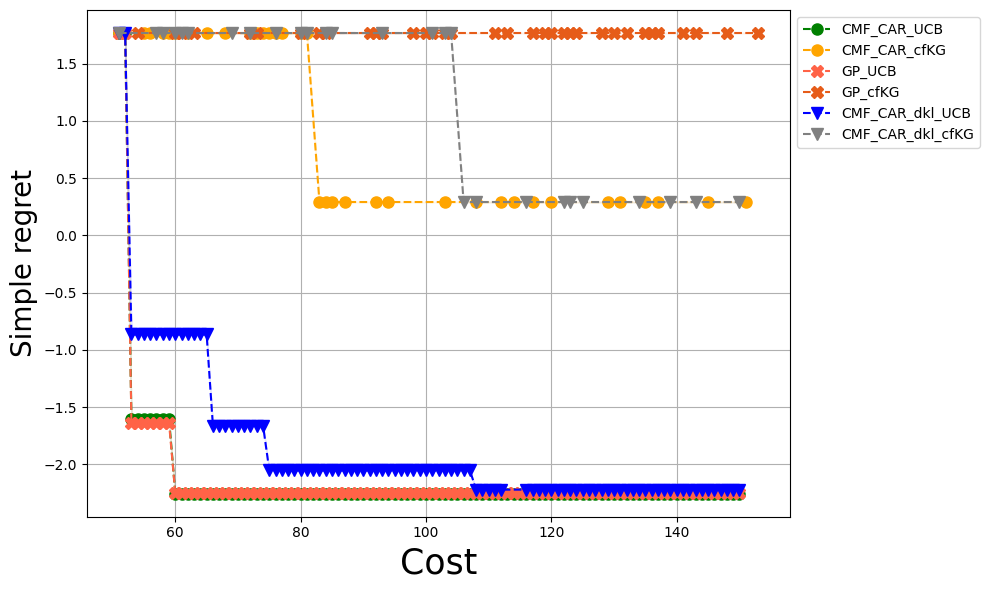 CMF_CAR_UCB
CMF_CAR_cfKG
GP_UCB
GP_cfKG
CMF_CAR_dkl_UCB
CMF_CAR_dkl_cfKG
Simple regret
1.5
1.0
0.5
0.0
−0.5
−1.0
−1.5
−2.0
60 80 100 120 140
Cost